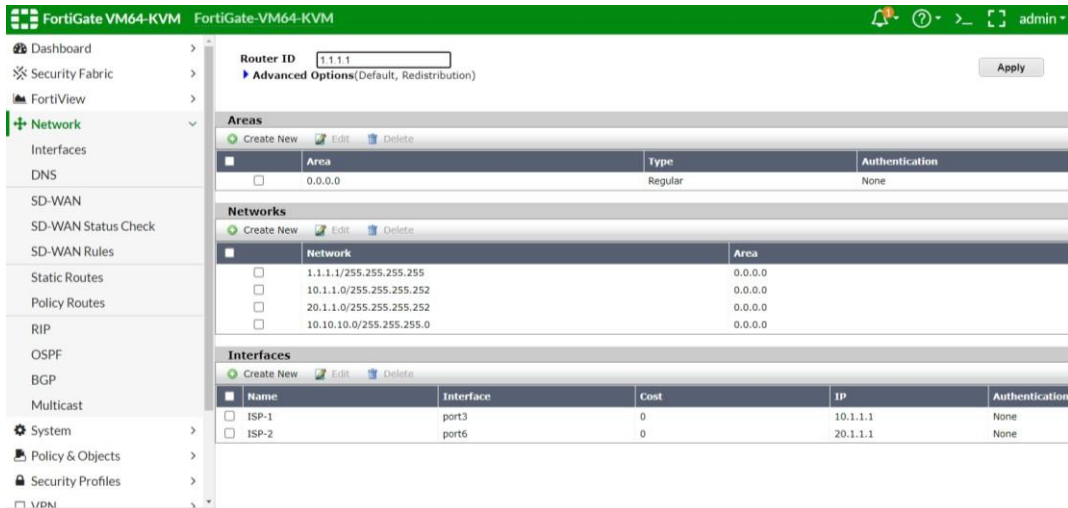 FortiGate VM64-KVM FortiGate-VM64-KVM 1 ? >_ admin
Dashboard
Security Fabric
FortiView
Network
Interfaces
DNS
SD-WAN
SD-WAN Status Check
SD-WAN Rules
Static Routes
Policy Routes
RIP
OSPF
BGP
Multicast
System
Policy & Objects
Security Profiles
VPN
Router ID 1.1.1.1
Advanced Options(Default, Redistribution)
Apply
Areas
Create New Edit Delete
Area Type Authentication
0.0.0.0 Regular None
Networks
Create New Edit Delete
Network Area
1.1.1.1/255.255.255.255 0.0.0.0
10.1.1.0/255.255.255.252 0.0.0.0
20.1.1.0/255.255.255.252 0.0.0.0
10.10.10.0/255.255.255.0 0.0.0.0
Interfaces
Create New Edit Delete
Name Interface Cost IP Authentication
ISP-1 port3 0 10.1.1.1 None
ISP-2 port6 0 20.1.1.1 None